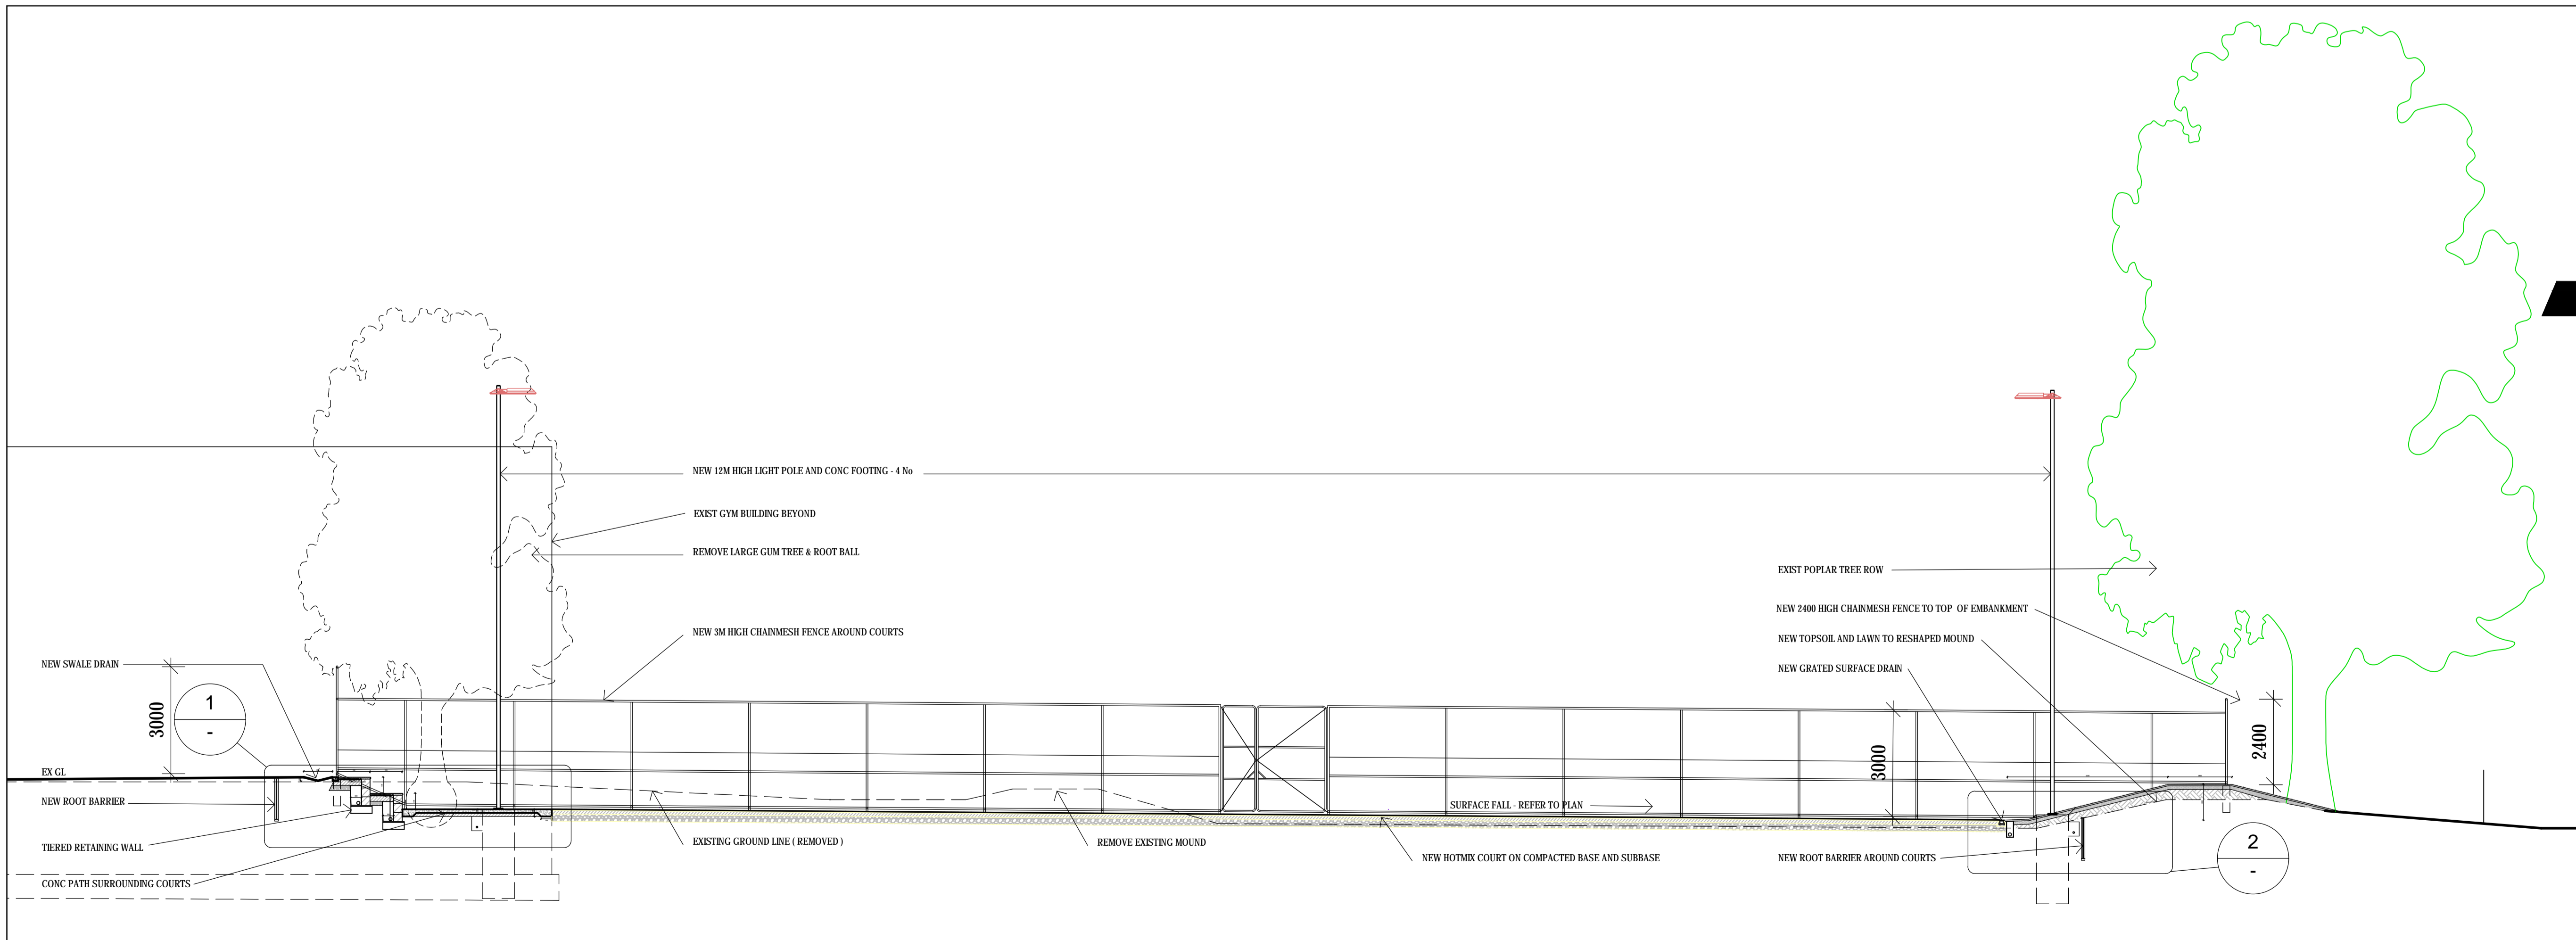 NEW 12M HIGH LIGHT POLE AND CONC FOOTING - 4 No
EXIST GYM BUILDING BEYOND
REMOVE LARGE GUM TREE & ROOT BALL
EXIST POPLAR TREE ROW
NEW 2400 HIGH CHAINMESH FENCE TO TOP OF EMBANKMENT
NEW 3M HIGH CHAINMESH FENCE AROUND COURTS
NEW TOPSOIL AND LAWN TO RESHAPED MOUND
NEW SWALE DRAIN
NEW GRATED SURFACE DRAIN
1
-
3000
2400
3000
EX GL
NEW ROOT BARRIER
SURFACE FALL - REFER TO PLAN
TIERED RETAINING WALL
EXISTING GROUND LINE ( REMOVED )
REMOVE EXISTING MOUND
NEW HOTMIX COURT ON COMPACTED BASE AND SUBBASE
NEW ROOT BARRIER AROUND COURTS
2
-
CONC PATH SURROUNDING COURTS